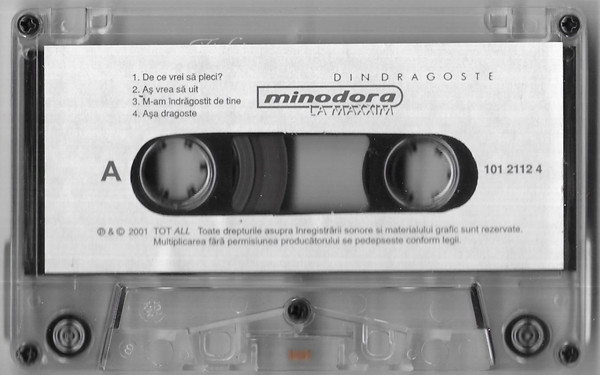 1. De ce vrei să pleci?
2. Aş vrea să uit
3. M-am îndrăgostit de tine
4. Aşa dragoste
DIN DRAGOSTE
minodora
LA MAXXIM
A
101 2112 4
℗ & © 2001 TOT ALL Toate drepturile asupra înregistrării sonore si materialului grafic sunt rezervate.
Multiplicarea fără permisiunea producătorului se pedepseste conform legii.